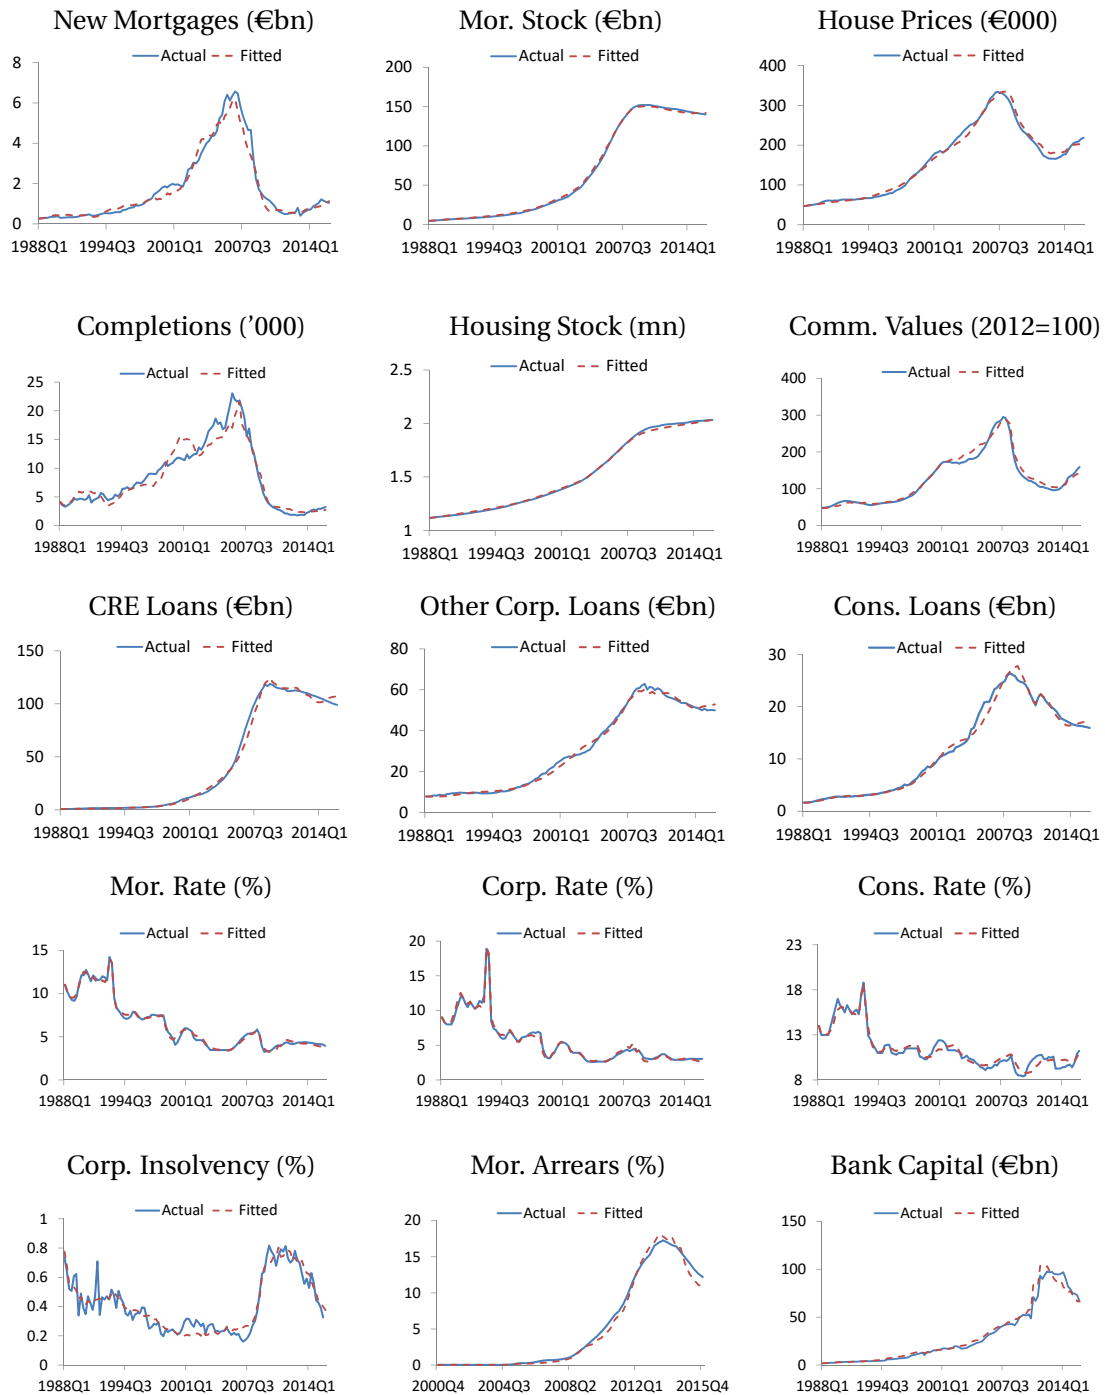 New Mortgages (€bn)
Actual Fitted
8
6
4
2
0
1988Q1 1994Q3 2001Q1 2007Q3 2014Q1
Mor. Stock (€bn)
Actual Fitted
200
150
100
50
0
1988Q1 1994Q3 2001Q1 2007Q3 2014Q1
House Prices (€000)
Actual Fitted
400
300
200
100
0
1988Q1 1994Q3 2001Q1 2007Q3 2014Q1
Completions ('000)
Actual Fitted
25
20
15
10
5
0
1988Q1 1994Q3 2001Q1 2007Q3 2014Q1
Housing Stock (mn)
Actual Fitted
2.5
2
1.5
1
1988Q1 1994Q3 2001Q1 2007Q3 2014Q1
Comm. Values (2012=100)
Actual Fitted
400
300
200
100
0
1988Q1 1994Q3 2001Q1 2007Q3 2014Q1
CRE Loans (€bn)
Actual Fitted
150
100
50
0
1988Q1 1994Q3 2001Q1 2007Q3 2014Q1
Other Corp. Loans (€bn)
Actual Fitted
80
60
40
20
0
1988Q1 1994Q3 2001Q1 2007Q3 2014Q1
Cons. Loans (€bn)
Actual Fitted
30
20
10
0
1988Q1 1994Q3 2001Q1 2007Q3 2014Q1
Mor. Rate (%)
Actual Fitted
15
10
5
0
1988Q1 1994Q3 2001Q1 2007Q3 2014Q1
Corp. Rate (%)
Actual Fitted
20
15
10
5
0
1988Q1 1994Q3 2001Q1 2007Q3 2014Q1
Cons. Rate (%)
Actual Fitted
23
18
13
8
1988Q1 1994Q3 2001Q1 2007Q3 2014Q1
Corp. Insolvency (%)
Actual Fitted
1
0.8
0.6
0.4
0.2
0
1988Q1 1994Q3 2001Q1 2007Q3 2014Q1
Mor. Arrears (%)
Actual Fitted
20
15
10
5
0
2000Q4 2004Q3 2008Q2 2012Q1 2015Q4
Bank Capital (€bn)
Actual Fitted
150
100
50
0
1988Q1 1994Q3 2001Q1 2007Q3 2014Q1